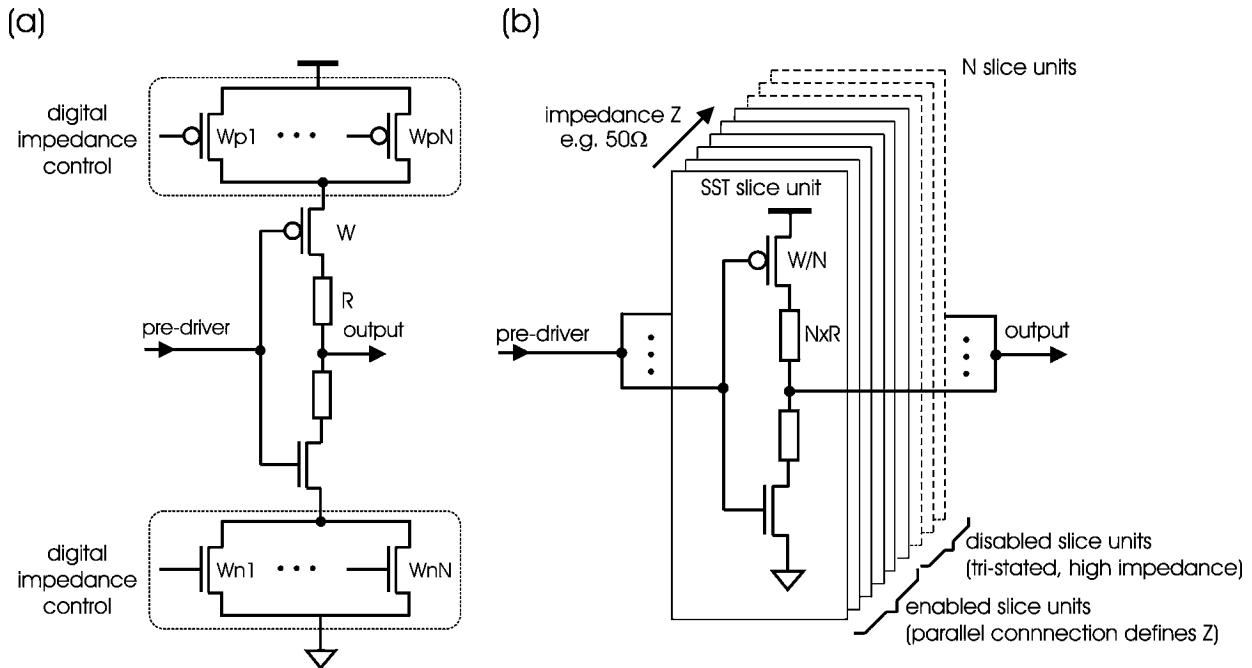 (a)
digital
impedance
control
Wp1
• • •
WpN
W
R
pre-driver
output
digital
impedance
control
Wn1
• • •
WnN
(b)
N slice units
impedance Z
e.g. 50Ω
SST slice unit
W/N
NxR
pre-driver
output
disabled slice units
(tri-stated, high impedance)
enabled slice units
(parallel connnection defines Z)